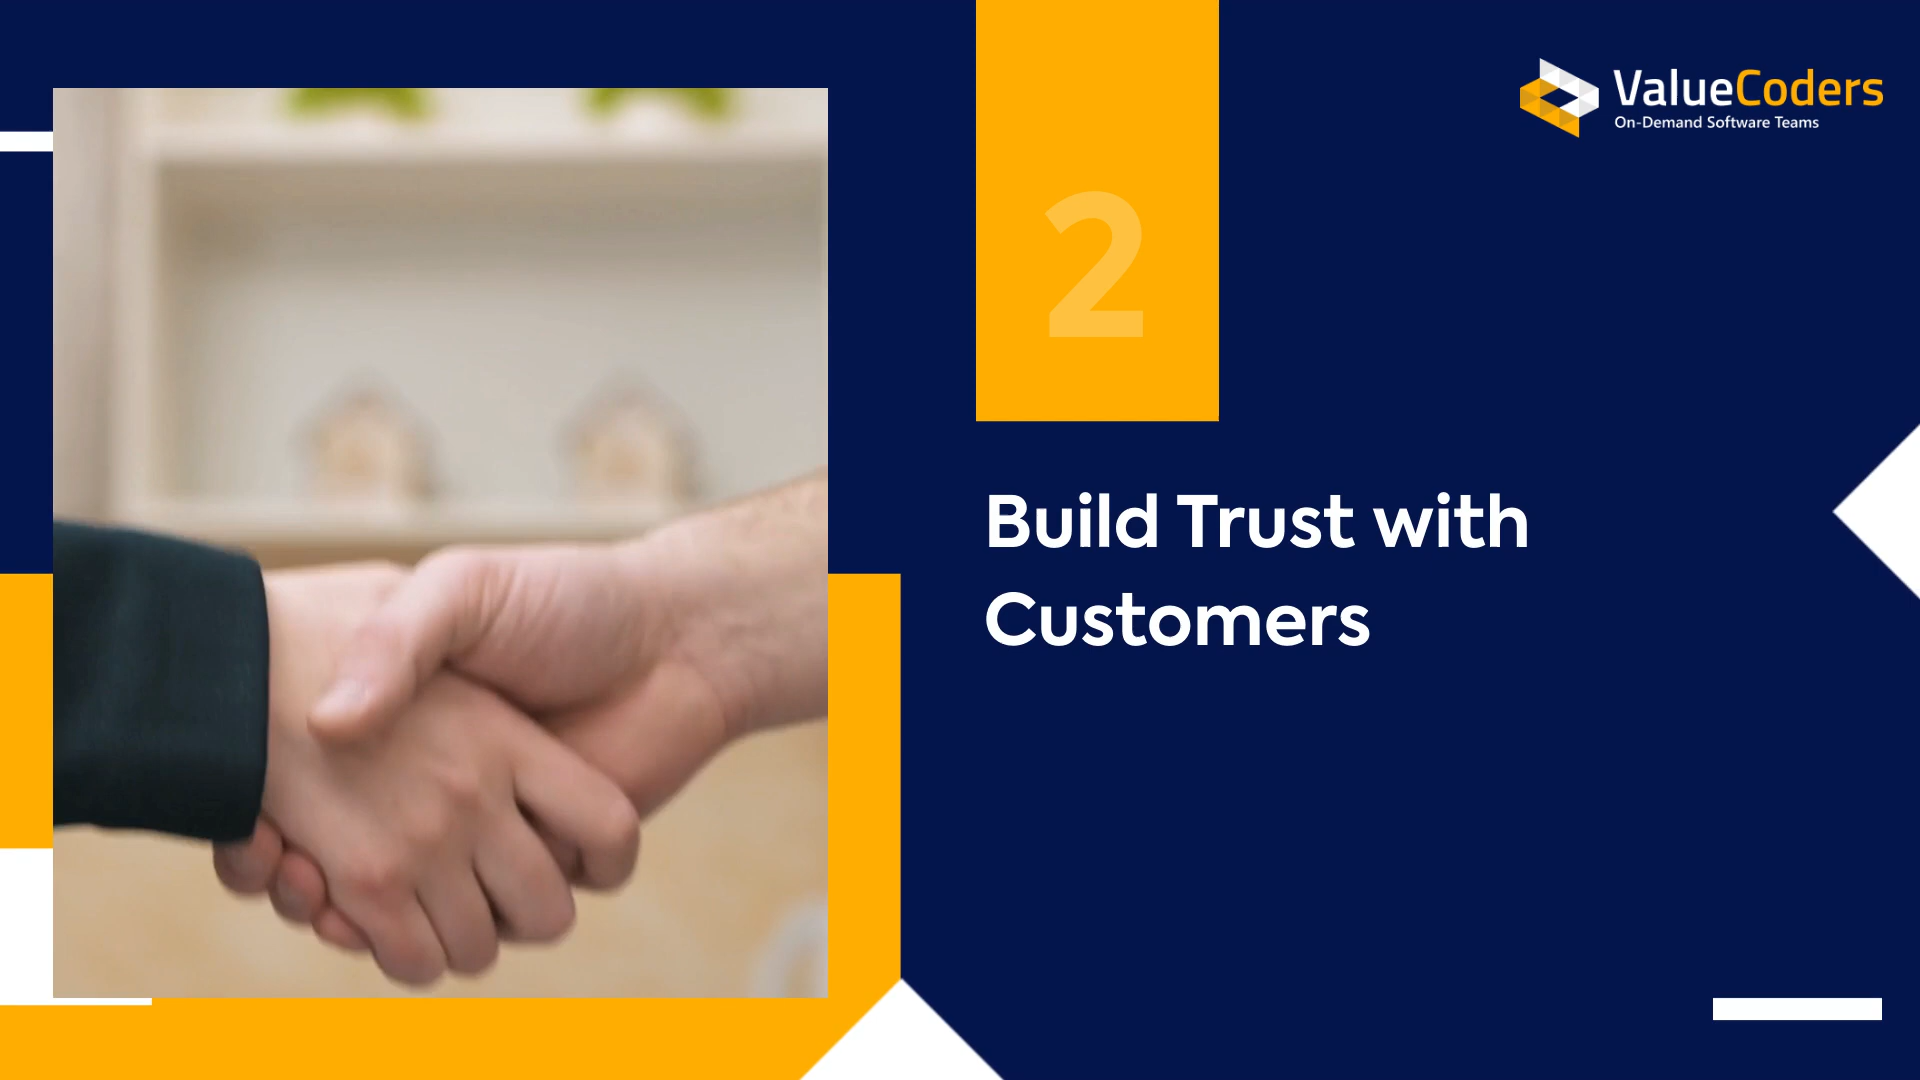 ValueCoders
On-Demand Software Teams
2
Build Trust with
Customers